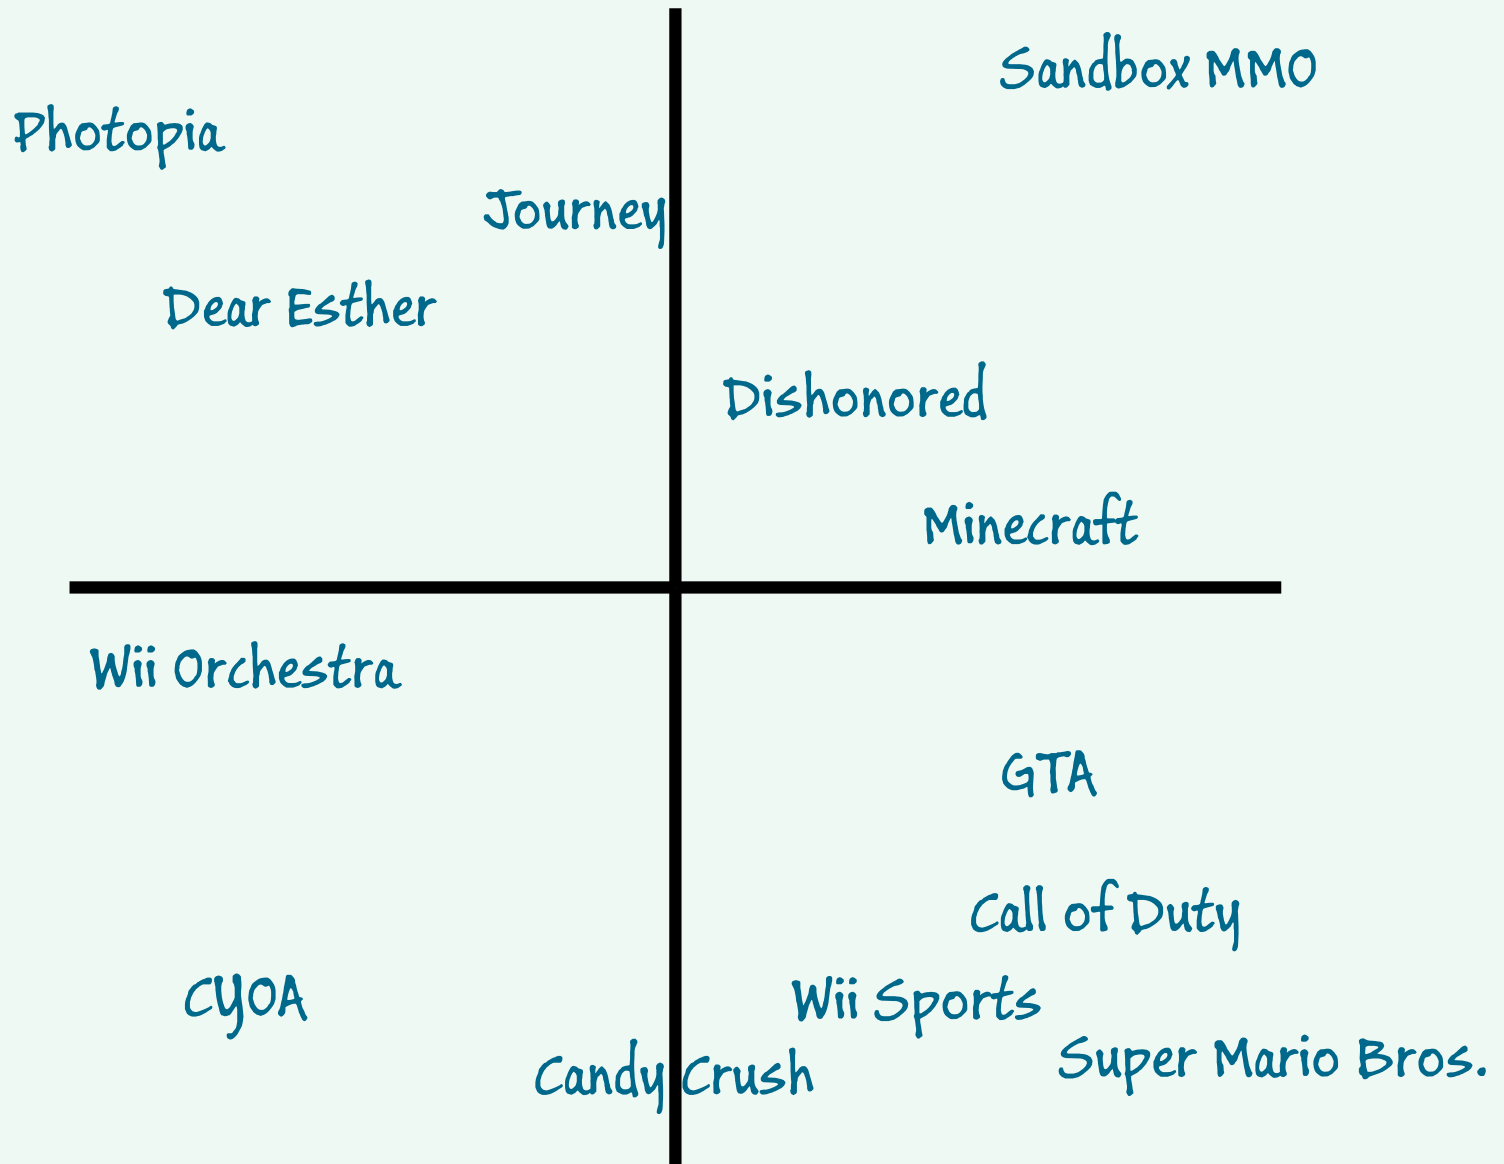 Sandbox MMO
Photopia
Journey
Dear Esther
Dishonored
Minecraft
Wii Orchestra
GTA
Call of Duty
CYOA
Wii Sports
Super Mario Bros.
Candy Crush